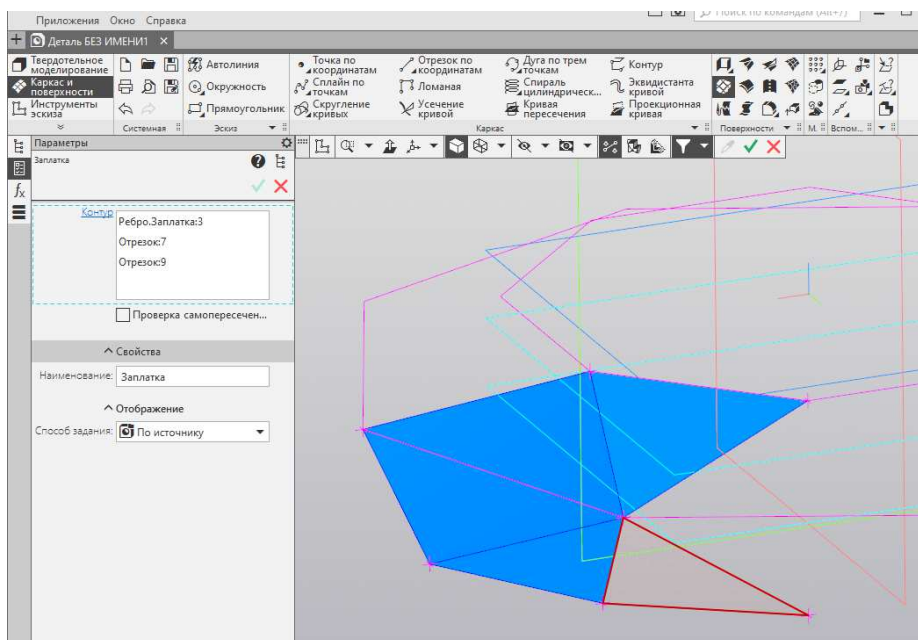 Приложения Окно Справка
Поиск по командам (Alt+/)
Деталь БЕЗ ИМЕНИ1 ×
Твердотельное моделирование
Каркас и поверхности
Инструменты эскиза
Системная
Автолиния
Окружность
Прямоугольник
Эскиз
Точка по координатам
Сплайн по точкам
Скругление кривых
Отрезок по координатам
Ломаная
Усечение кривой
Дуга по трем точкам
Спираль цилиндрическ...
Кривая пересечения
Контур
Эквидистанта кривой
Проекционная кривая
Каркас
Поверхности
М.
Вспом...
Параметры
Заплатка
Контур
Ребро.Заплатка:3
Отрезок:7
Отрезок:9
Проверка самопересечен...
Свойства
Наименование: Заплатка
Отображение
Способ задания: По источнику